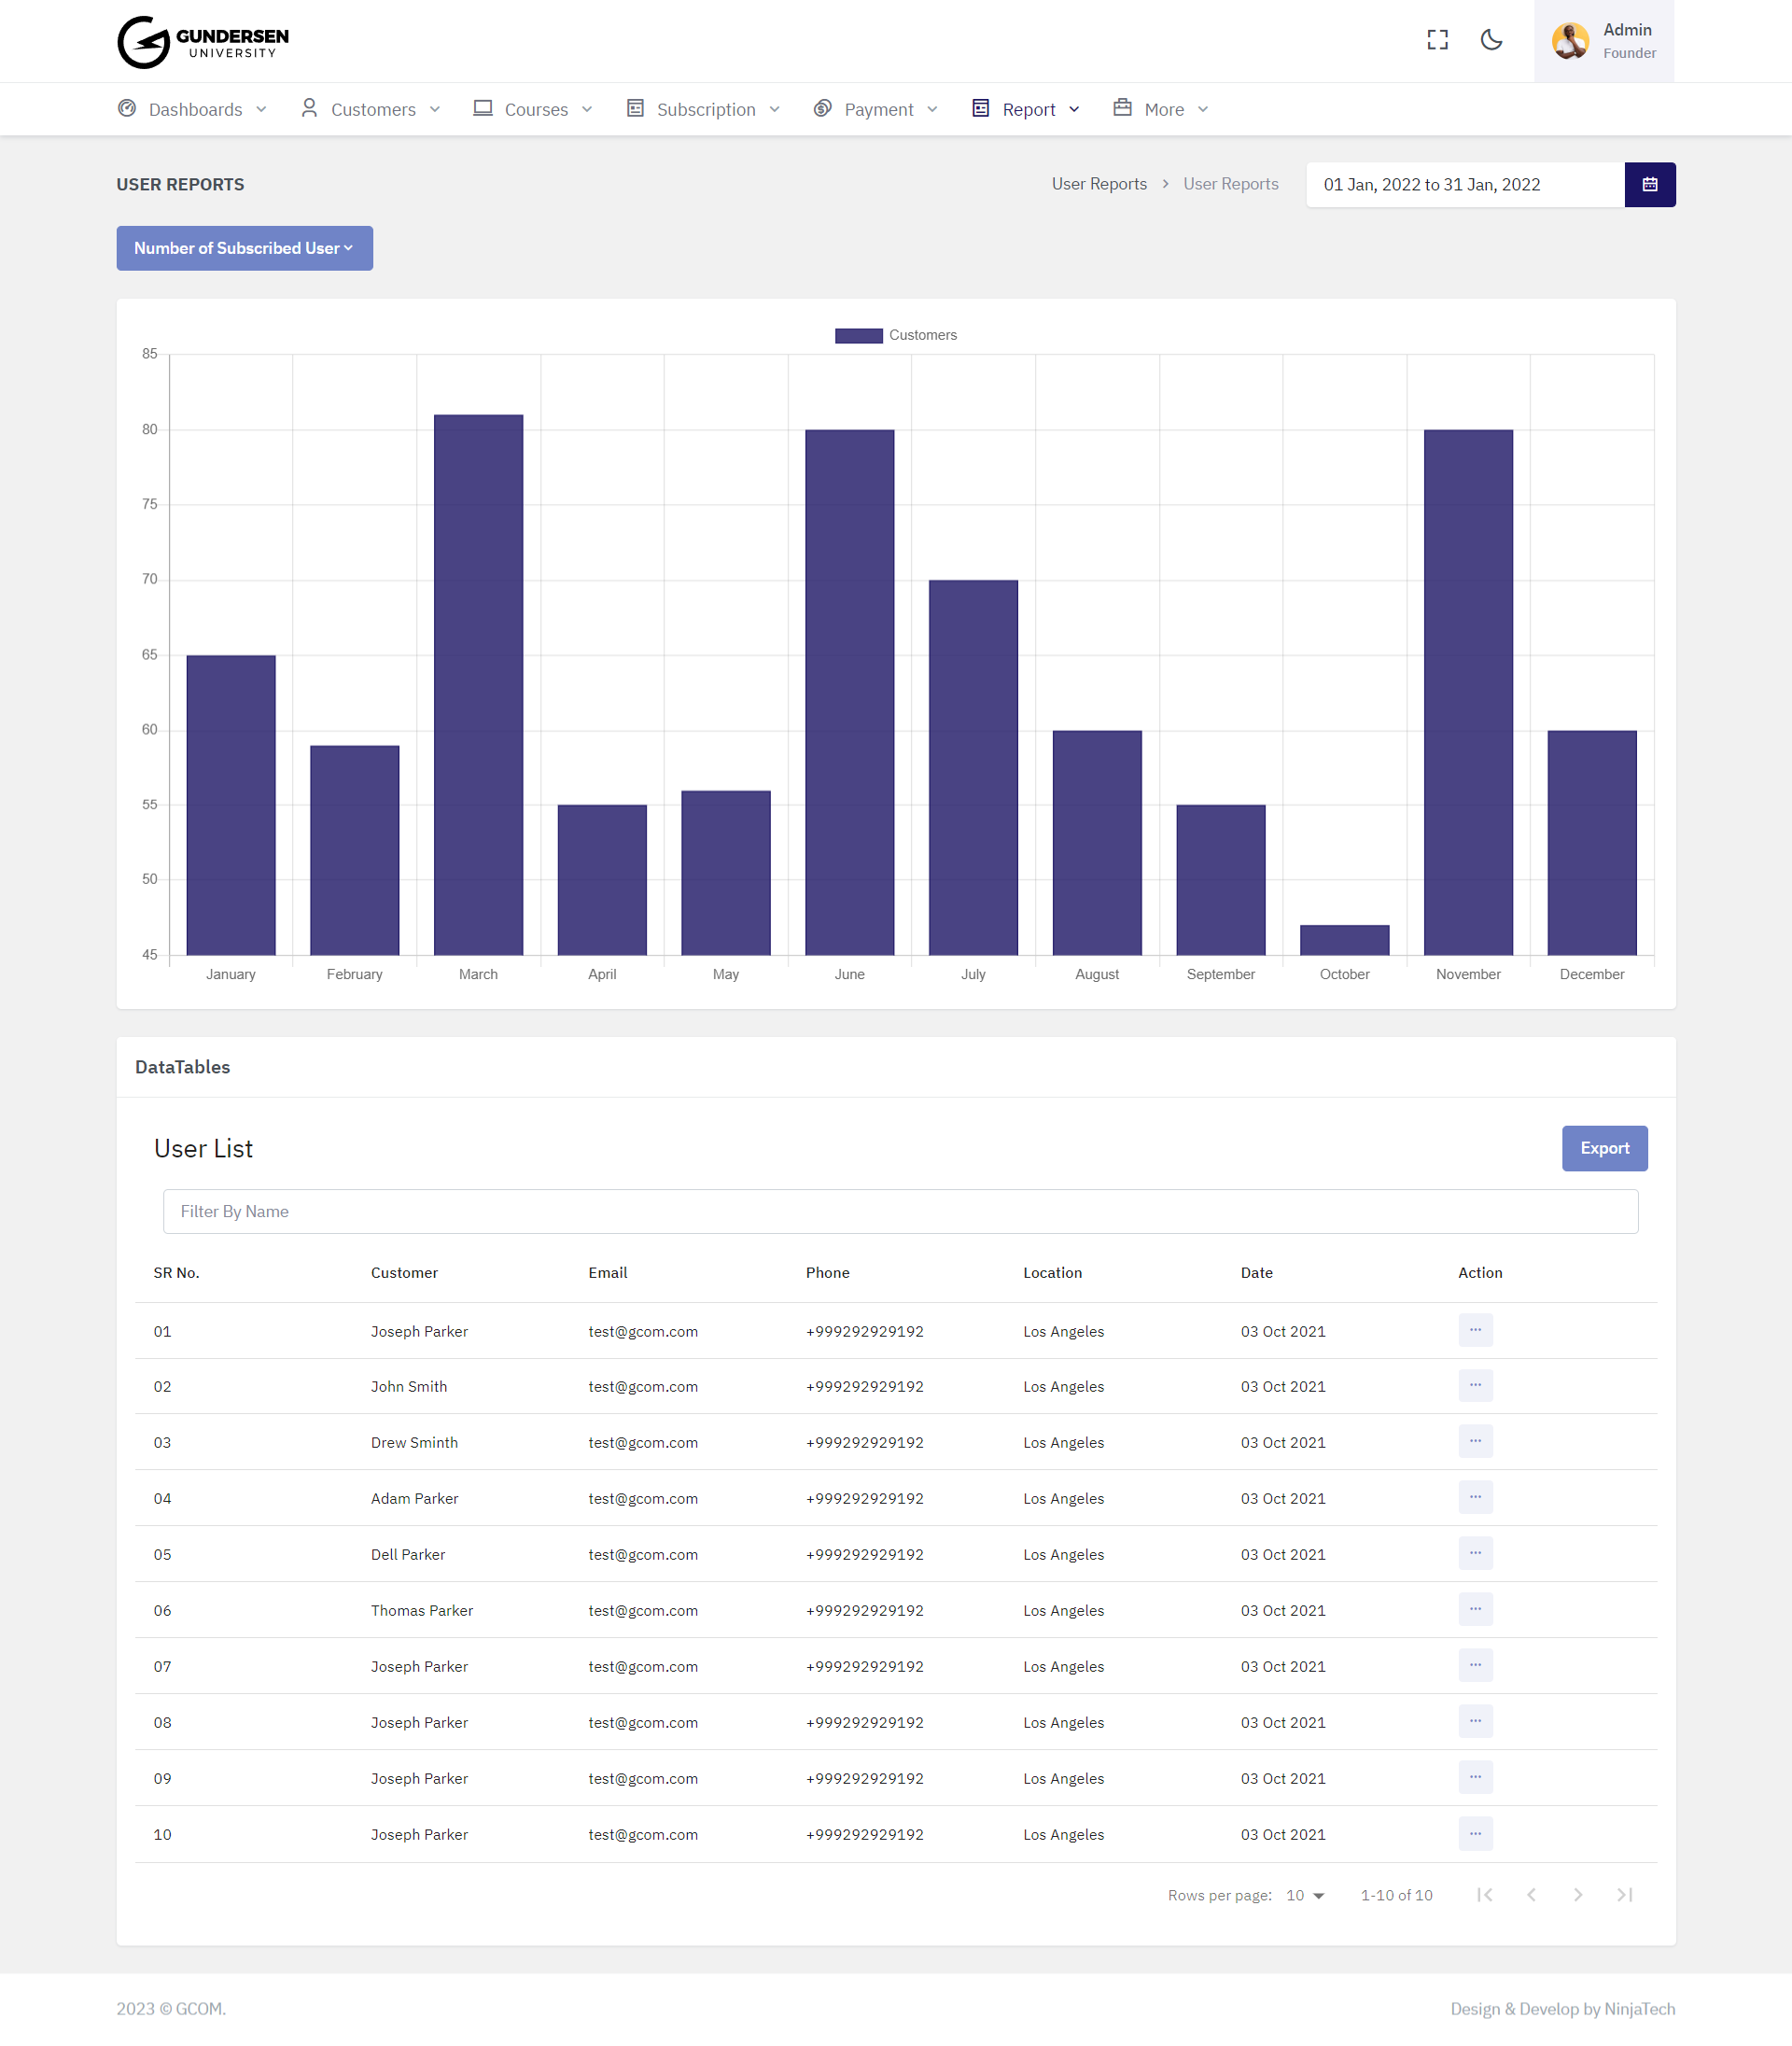 GUNDERSEN
UNIVERSITY
Admin
Founder
Dashboards Customers Courses Subscription Payment Report More
USER REPORTS
User Reports > User Reports
01 Jan, 2022 to 31 Jan, 2022
Number of Subscribed User
Customers
85
80
75
70
65
60
55
50
45
January February March April May June July August September October November December
DataTables
User List
Export
Filter By Name
SR No. Customer Email Phone Location Date Action
01 Joseph Parker test@gcom.com +999292929192 Los Angeles 03 Oct 2021 ...
02 John Smith test@gcom.com +999292929192 Los Angeles 03 Oct 2021 ...
03 Drew Sminth test@gcom.com +999292929192 Los Angeles 03 Oct 2021 ...
04 Adam Parker test@gcom.com +999292929192 Los Angeles 03 Oct 2021 ...
05 Dell Parker test@gcom.com +999292929192 Los Angeles 03 Oct 2021 ...
06 Thomas Parker test@gcom.com +999292929192 Los Angeles 03 Oct 2021 ...
07 Joseph Parker test@gcom.com +999292929192 Los Angeles 03 Oct 2021 ...
08 Joseph Parker test@gcom.com +999292929192 Los Angeles 03 Oct 2021 ...
09 Joseph Parker test@gcom.com +999292929192 Los Angeles 03 Oct 2021 ...
10 Joseph Parker test@gcom.com +999292929192 Los Angeles 03 Oct 2021 ...
Rows per page: 10 1-10 of 10
2023 © GCOM.
Design & Develop by NinjaTech